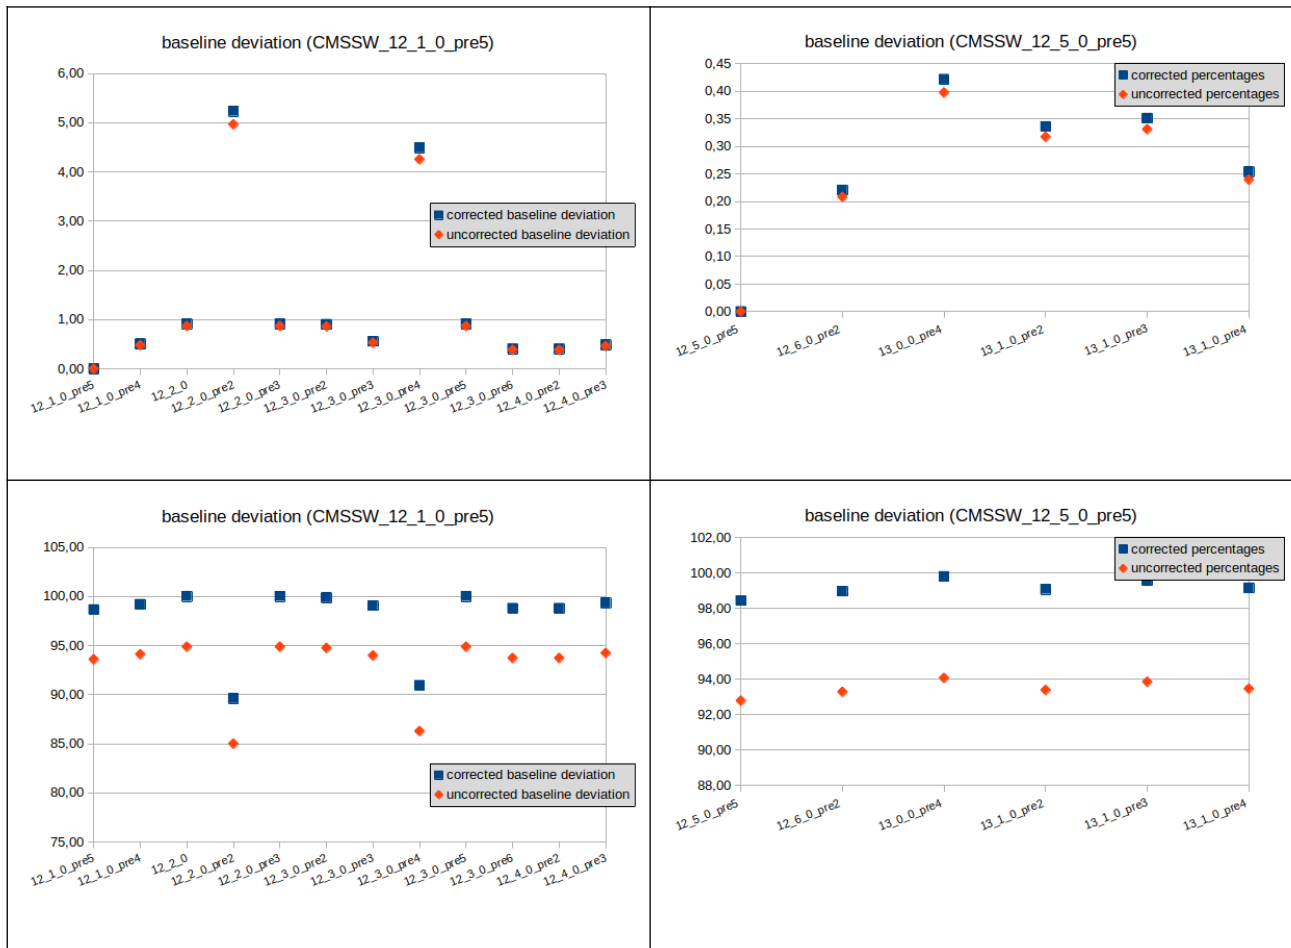 baseline deviation (CMSSW_12_1_0_pre5)
6,00
5,00
4,00
3,00
2,00
1,00
0,00
corrected baseline deviation
uncorrected baseline deviation
12_1_0_pre5
12_1_0_pre4
12_2_0
12_2_0_pre2
12_2_0_pre3
12_3_0_pre2
12_3_0_pre3
12_3_0_pre4
12_3_0_pre5
12_3_0_pre6
12_4_0_pre2
12_4_0_pre3
baseline deviation (CMSSW_12_5_0_pre5)
0,45
0,40
0,35
0,30
0,25
0,20
0,15
0,10
0,05
0,00
corrected percentages
uncorrected percentages
12_5_0_pre5
12_6_0_pre2
13_0_0_pre4
13_1_0_pre2
13_1_0_pre3
13_1_0_pre4
baseline deviation (CMSSW_12_1_0_pre5)
105,00
100,00
95,00
90,00
85,00
80,00
75,00
corrected baseline deviation
uncorrected baseline deviation
12_1_0_pre5
12_1_0_pre4
12_2_0
12_2_0_pre2
12_2_0_pre3
12_3_0_pre2
12_3_0_pre3
12_3_0_pre4
12_3_0_pre5
12_3_0_pre6
12_4_0_pre2
12_4_0_pre3
baseline deviation (CMSSW_12_5_0_pre5)
102,00
100,00
98,00
96,00
94,00
92,00
90,00
88,00
corrected percentages
uncorrected percentages
12_5_0_pre5
12_6_0_pre2
13_0_0_pre4
13_1_0_pre2
13_1_0_pre3
13_1_0_pre4